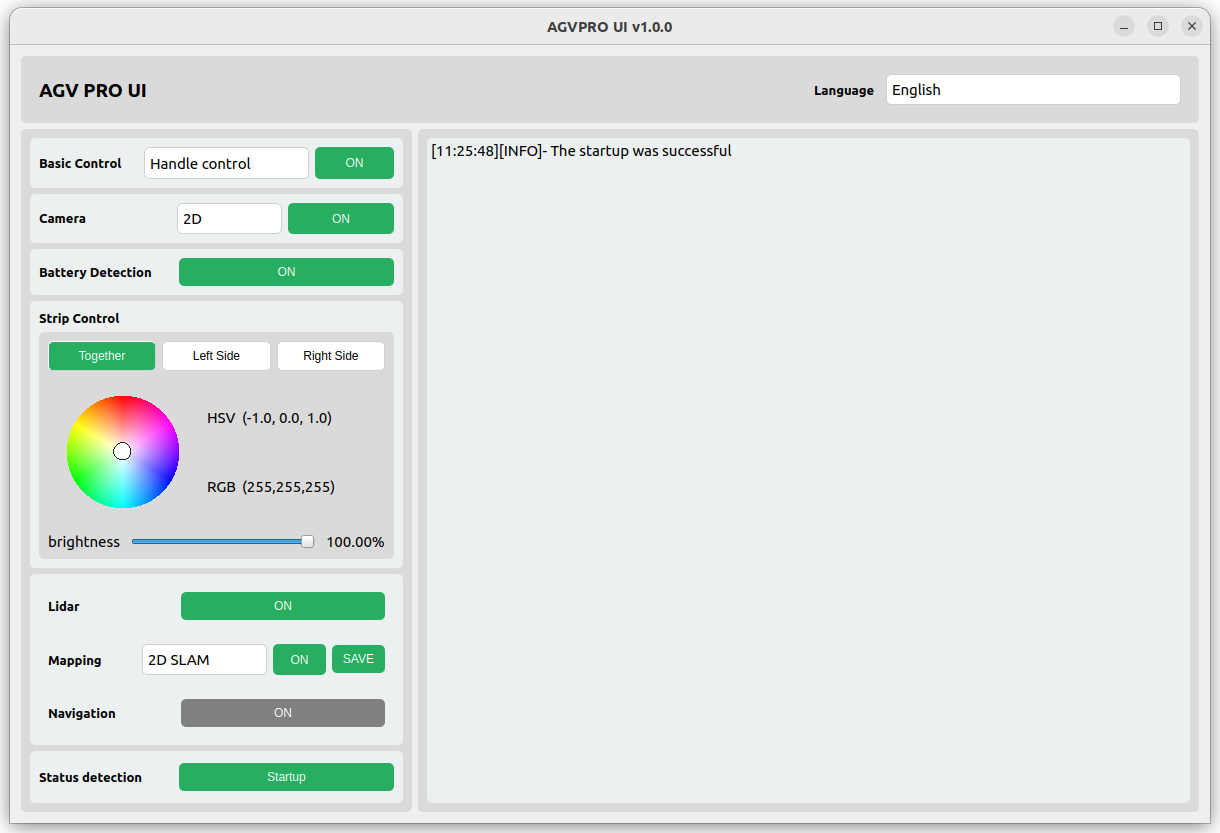 AGVPRO UI v1.0.0
AGV PRO UI
Language English
Basic Control Handle control ON
Camera 2D ON
Battery Detection ON
Strip Control
Together Left Side Right Side
HSV (-1.0, 0.0, 1.0)
RGB (255,255,255)
brightness 100.00%
Lidar ON
Mapping 2D SLAM ON SAVE
Navigation ON
Status detection Startup
[11:25:48][INFO]- The startup was successful